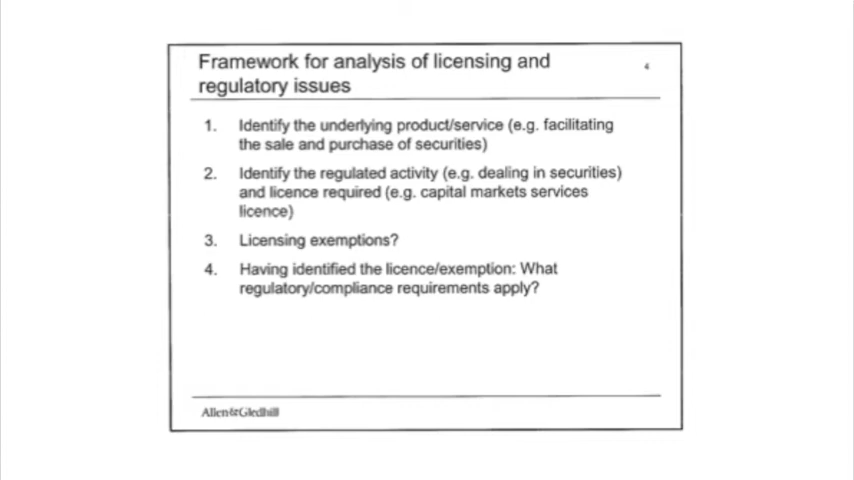 Framework for analysis of licensing and
4
regulatory issues
1. Identify the underlying product/service (e.g. facilitating
the sale and purchase of securities)
2. Identify the regulated activity (e.g. dealing in securities)
and licence required (e.g. capital markets services
licence)
3. Licensing exemptions?
4. Having identified the licence/exemption: What
regulatory/compliance requirements apply?
Allen&Gledhill